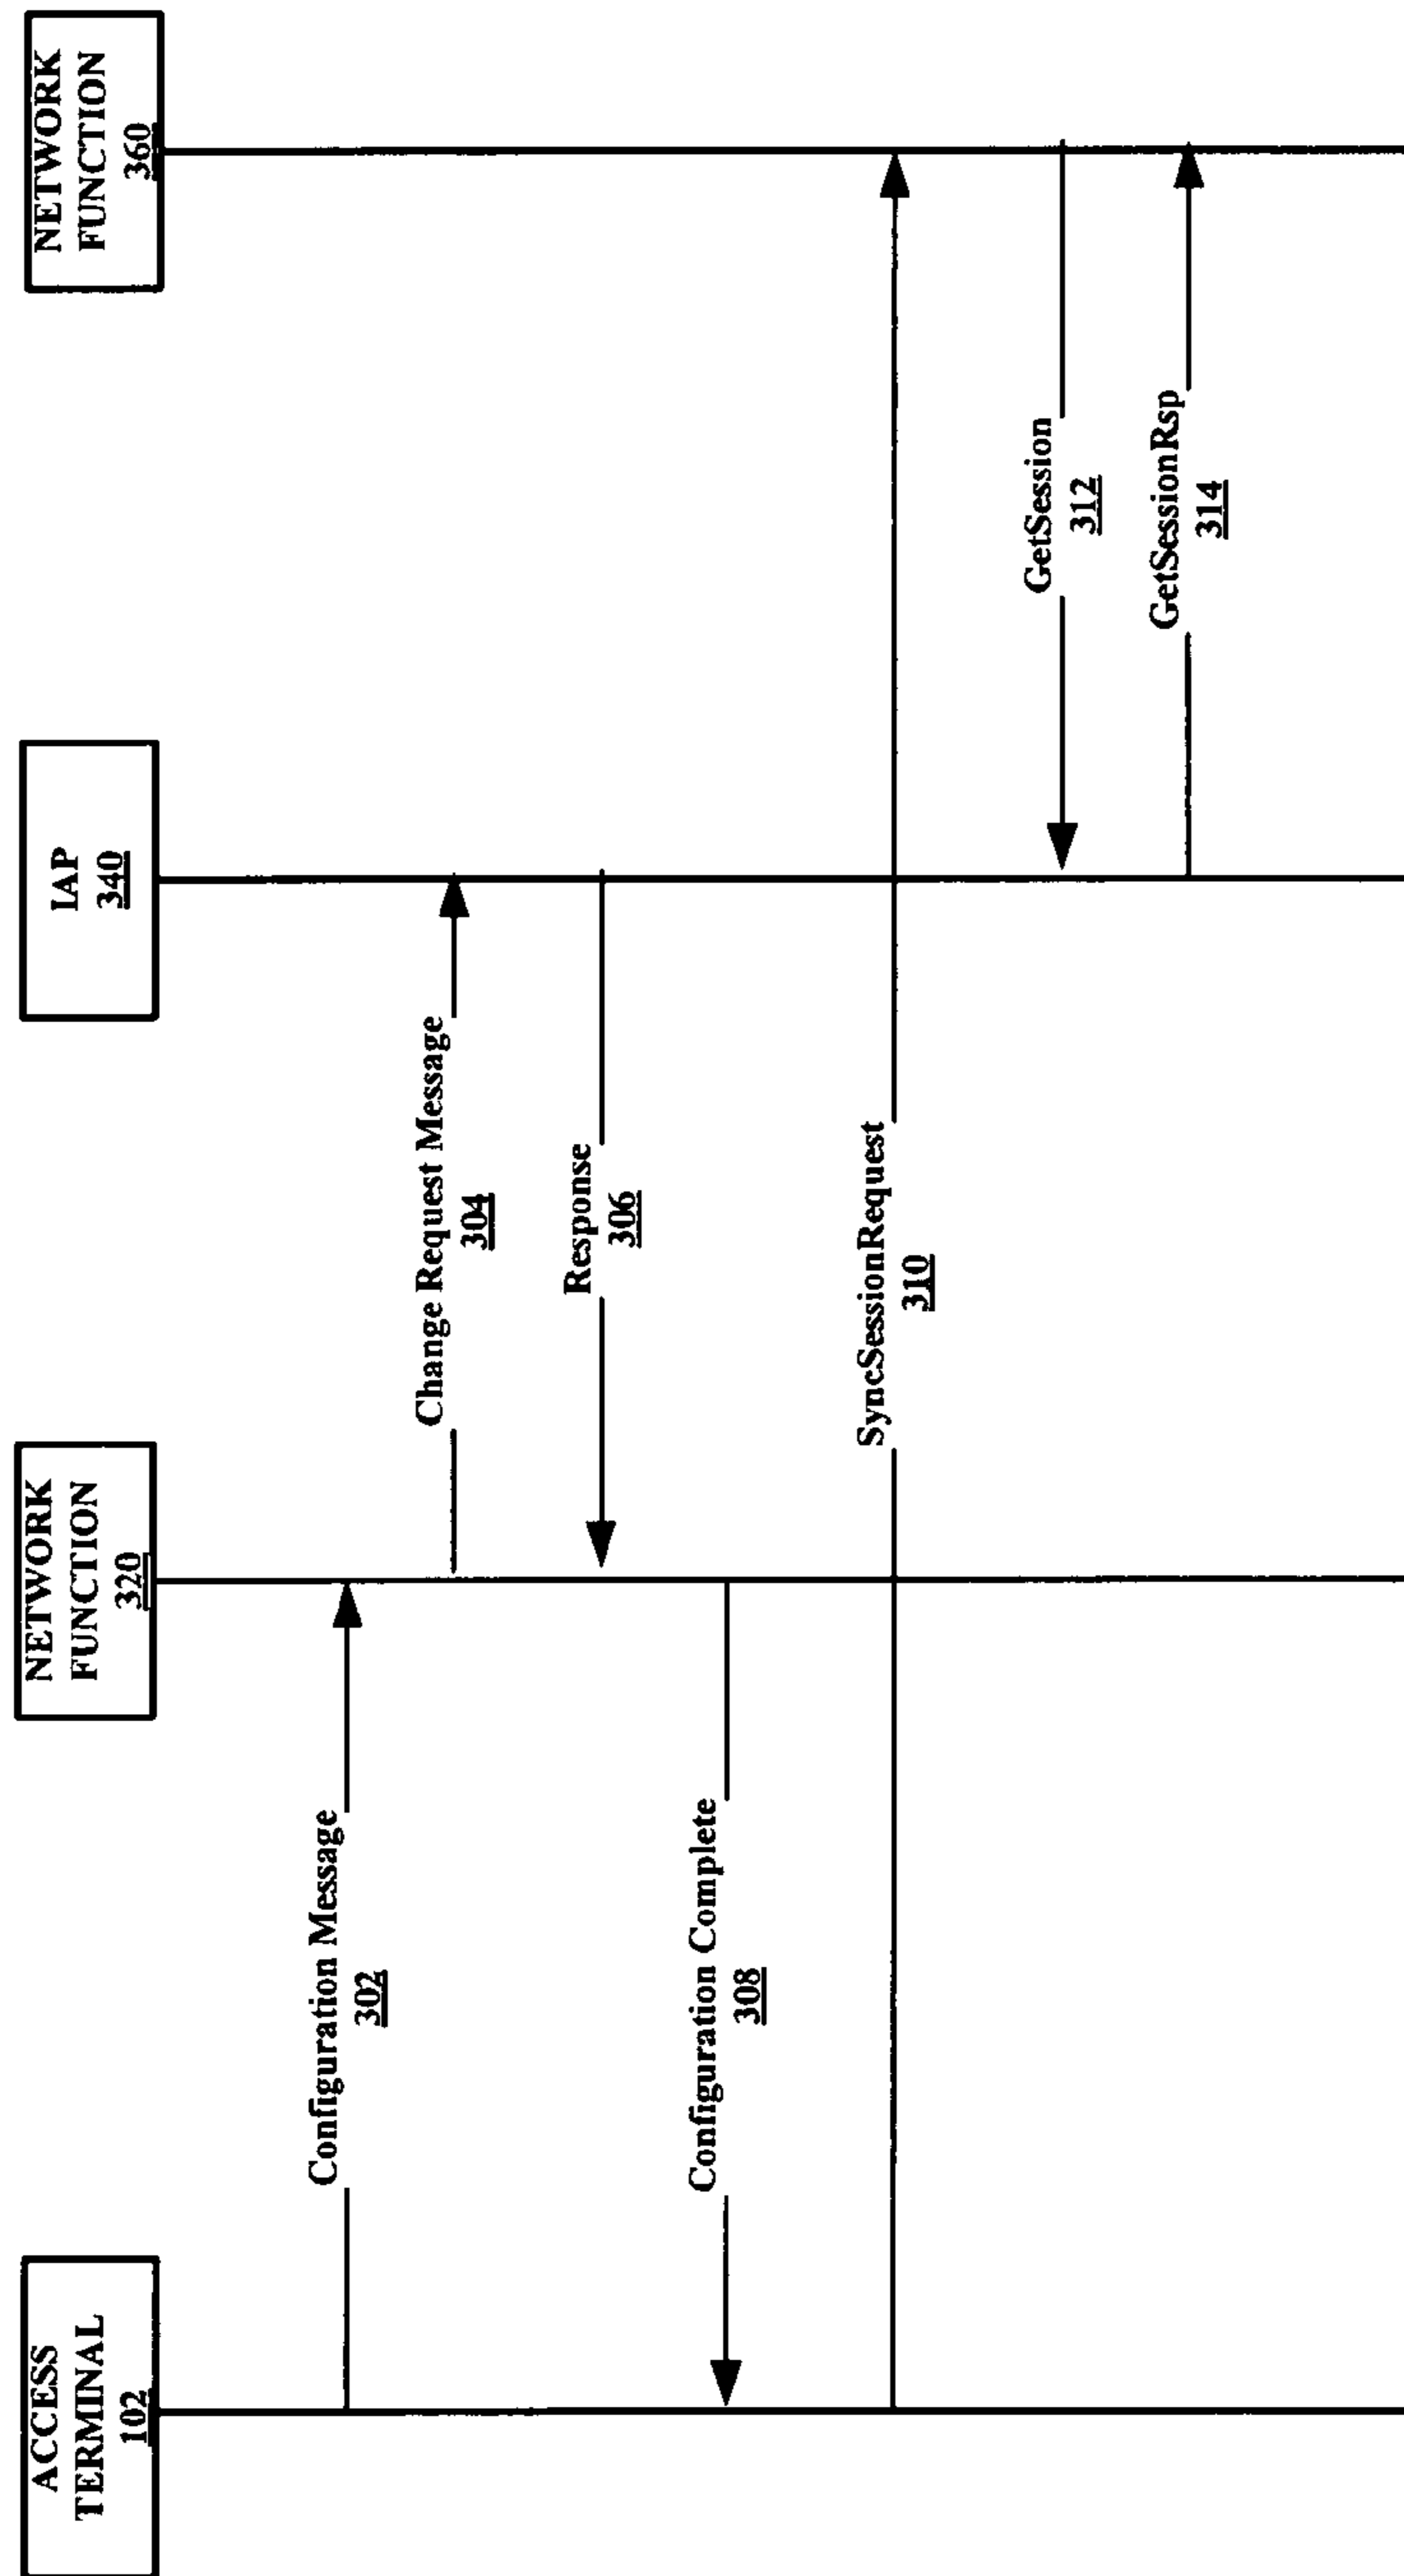 ACCESS
TERMINAL
102
NETWORK
FUNCTION
320
IAP
340
NETWORK
FUNCTION
360
Configuration Message
302
Change Request Message
304
Response
306
Configuration Complete
308
SyncSessionRequest
310
GetSession
312
GetSessionRsp
314